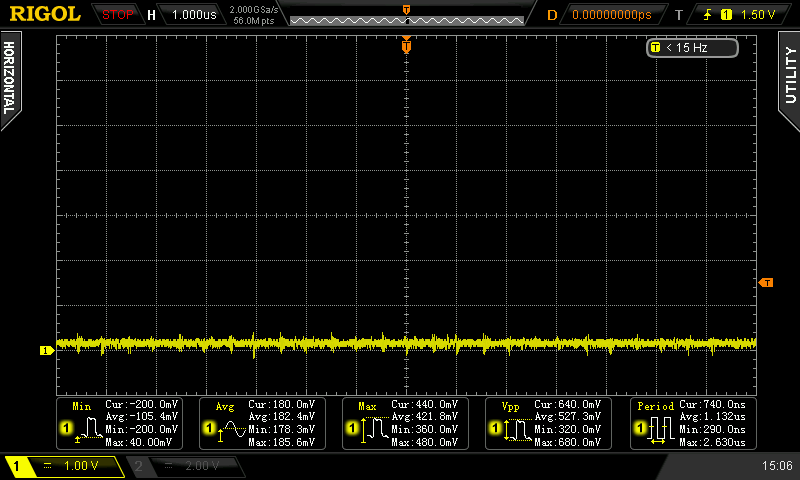 RIGOL STOP H 1.000us 2.000GSa/s 56.0M pts D 0.00000000ps T 1 1.50 V
T
T < 15 Hz
HORIZONTAL
UTILITY
T
1
Min Cur:-200.0mV Avg:-105.4mV Min:-200.0mV Max:40.00mV
Avg Cur:180.0mV Avg:182.4mV Min:178.3mV Max:185.6mV
Max Cur:440.0mV Avg:421.8mV Min:360.0mV Max:480.0mV
Vpp Cur:640.0mV Avg:527.3mV Min:320.0mV Max:680.0mV
Period Cur:740.0ns Avg:1.132us Min:290.0ns Max:2.630us
1 1.00 V 2 2.00 V 15:06